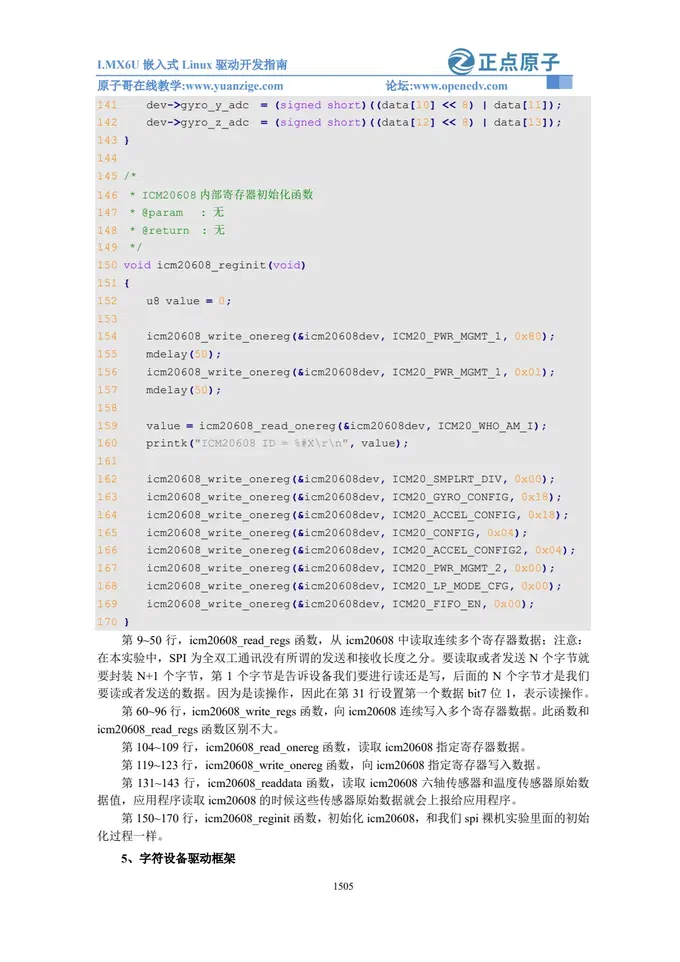 I.MX6U 嵌入式 Linux 驱动开发指南
正点原子
原子哥在线教学:www.yuanzige.com 论坛:www.openedv.com
141 dev->gyro_y_adc = (signed short)((data[10] << 8) | data[11]);
142 dev->gyro_z_adc = (signed short)((data[12] << 8) | data[13]);
143 }
144
145 /*
146 * ICM20608 内部寄存器初始化函数
147 * @param : 无
148 * @return : 无
149 */
150 void icm20608_reginit(void)
151 {
152 u8 value = 0;
153
154 icm20608_write_onereg(&icm20608dev, ICM20_PWR_MGMT_1, 0x80);
155 mdelay(50);
156 icm20608_write_onereg(&icm20608dev, ICM20_PWR_MGMT_1, 0x01);
157 mdelay(50);
158
159 value = icm20608_read_onereg(&icm20608dev, ICM20_WHO_AM_I);
160 printk("ICM20608 ID = %#X\r\n", value);
161
162 icm20608_write_onereg(&icm20608dev, ICM20_SMPLRT_DIV, 0x00);
163 icm20608_write_onereg(&icm20608dev, ICM20_GYRO_CONFIG, 0x18);
164 icm20608_write_onereg(&icm20608dev, ICM20_ACCEL_CONFIG, 0x18);
165 icm20608_write_onereg(&icm20608dev, ICM20_CONFIG, 0x04);
166 icm20608_write_onereg(&icm20608dev, ICM20_ACCEL_CONFIG2, 0x04);
167 icm20608_write_onereg(&icm20608dev, ICM20_PWR_MGMT_2, 0x00);
168 icm20608_write_onereg(&icm20608dev, ICM20_LP_MODE_CFG, 0x00);
169 icm20608_write_onereg(&icm20608dev, ICM20_FIFO_EN, 0x00);
170 }
第 9~50 行，icm20608_read_regs 函数，从 icm20608 中读取连续多个寄存器数据；注意：
在本实验中，SPI 为全双工通讯没有所谓的发送和接收长度之分。要读取或者发送 N 个字节就
要封装 N+1 个字节，第 1 个字节是告诉设备我们要进行读还是写，后面的 N 个字节才是我们
要读或者发送的数据。因为是读操作，因此在第 31 行设置第一个数据 bit7 位 1，表示读操作。
第 60~96 行，icm20608_write_regs 函数，向 icm20608 连续写入多个寄存器数据。此函数和
icm20608_read_regs 函数区别不大。
第 104~109 行，icm20608_read_onereg 函数，读取 icm20608 指定寄存器数据。
第 119~123 行，icm20608_write_onereg 函数，向 icm20608 指定寄存器写入数据。
第 131~143 行，icm20608_readdata 函数，读取 icm20608 六轴传感器和温度传感器原始数
据值，应用程序读取 icm20608 的时候这些传感器原始数据就会上报给应用程序。
第 150~170 行，icm20608_reginit 函数，初始化 icm20608，和我们 spi 裸机实验里面的初始
化过程一样。
5、字符设备驱动框架
1505